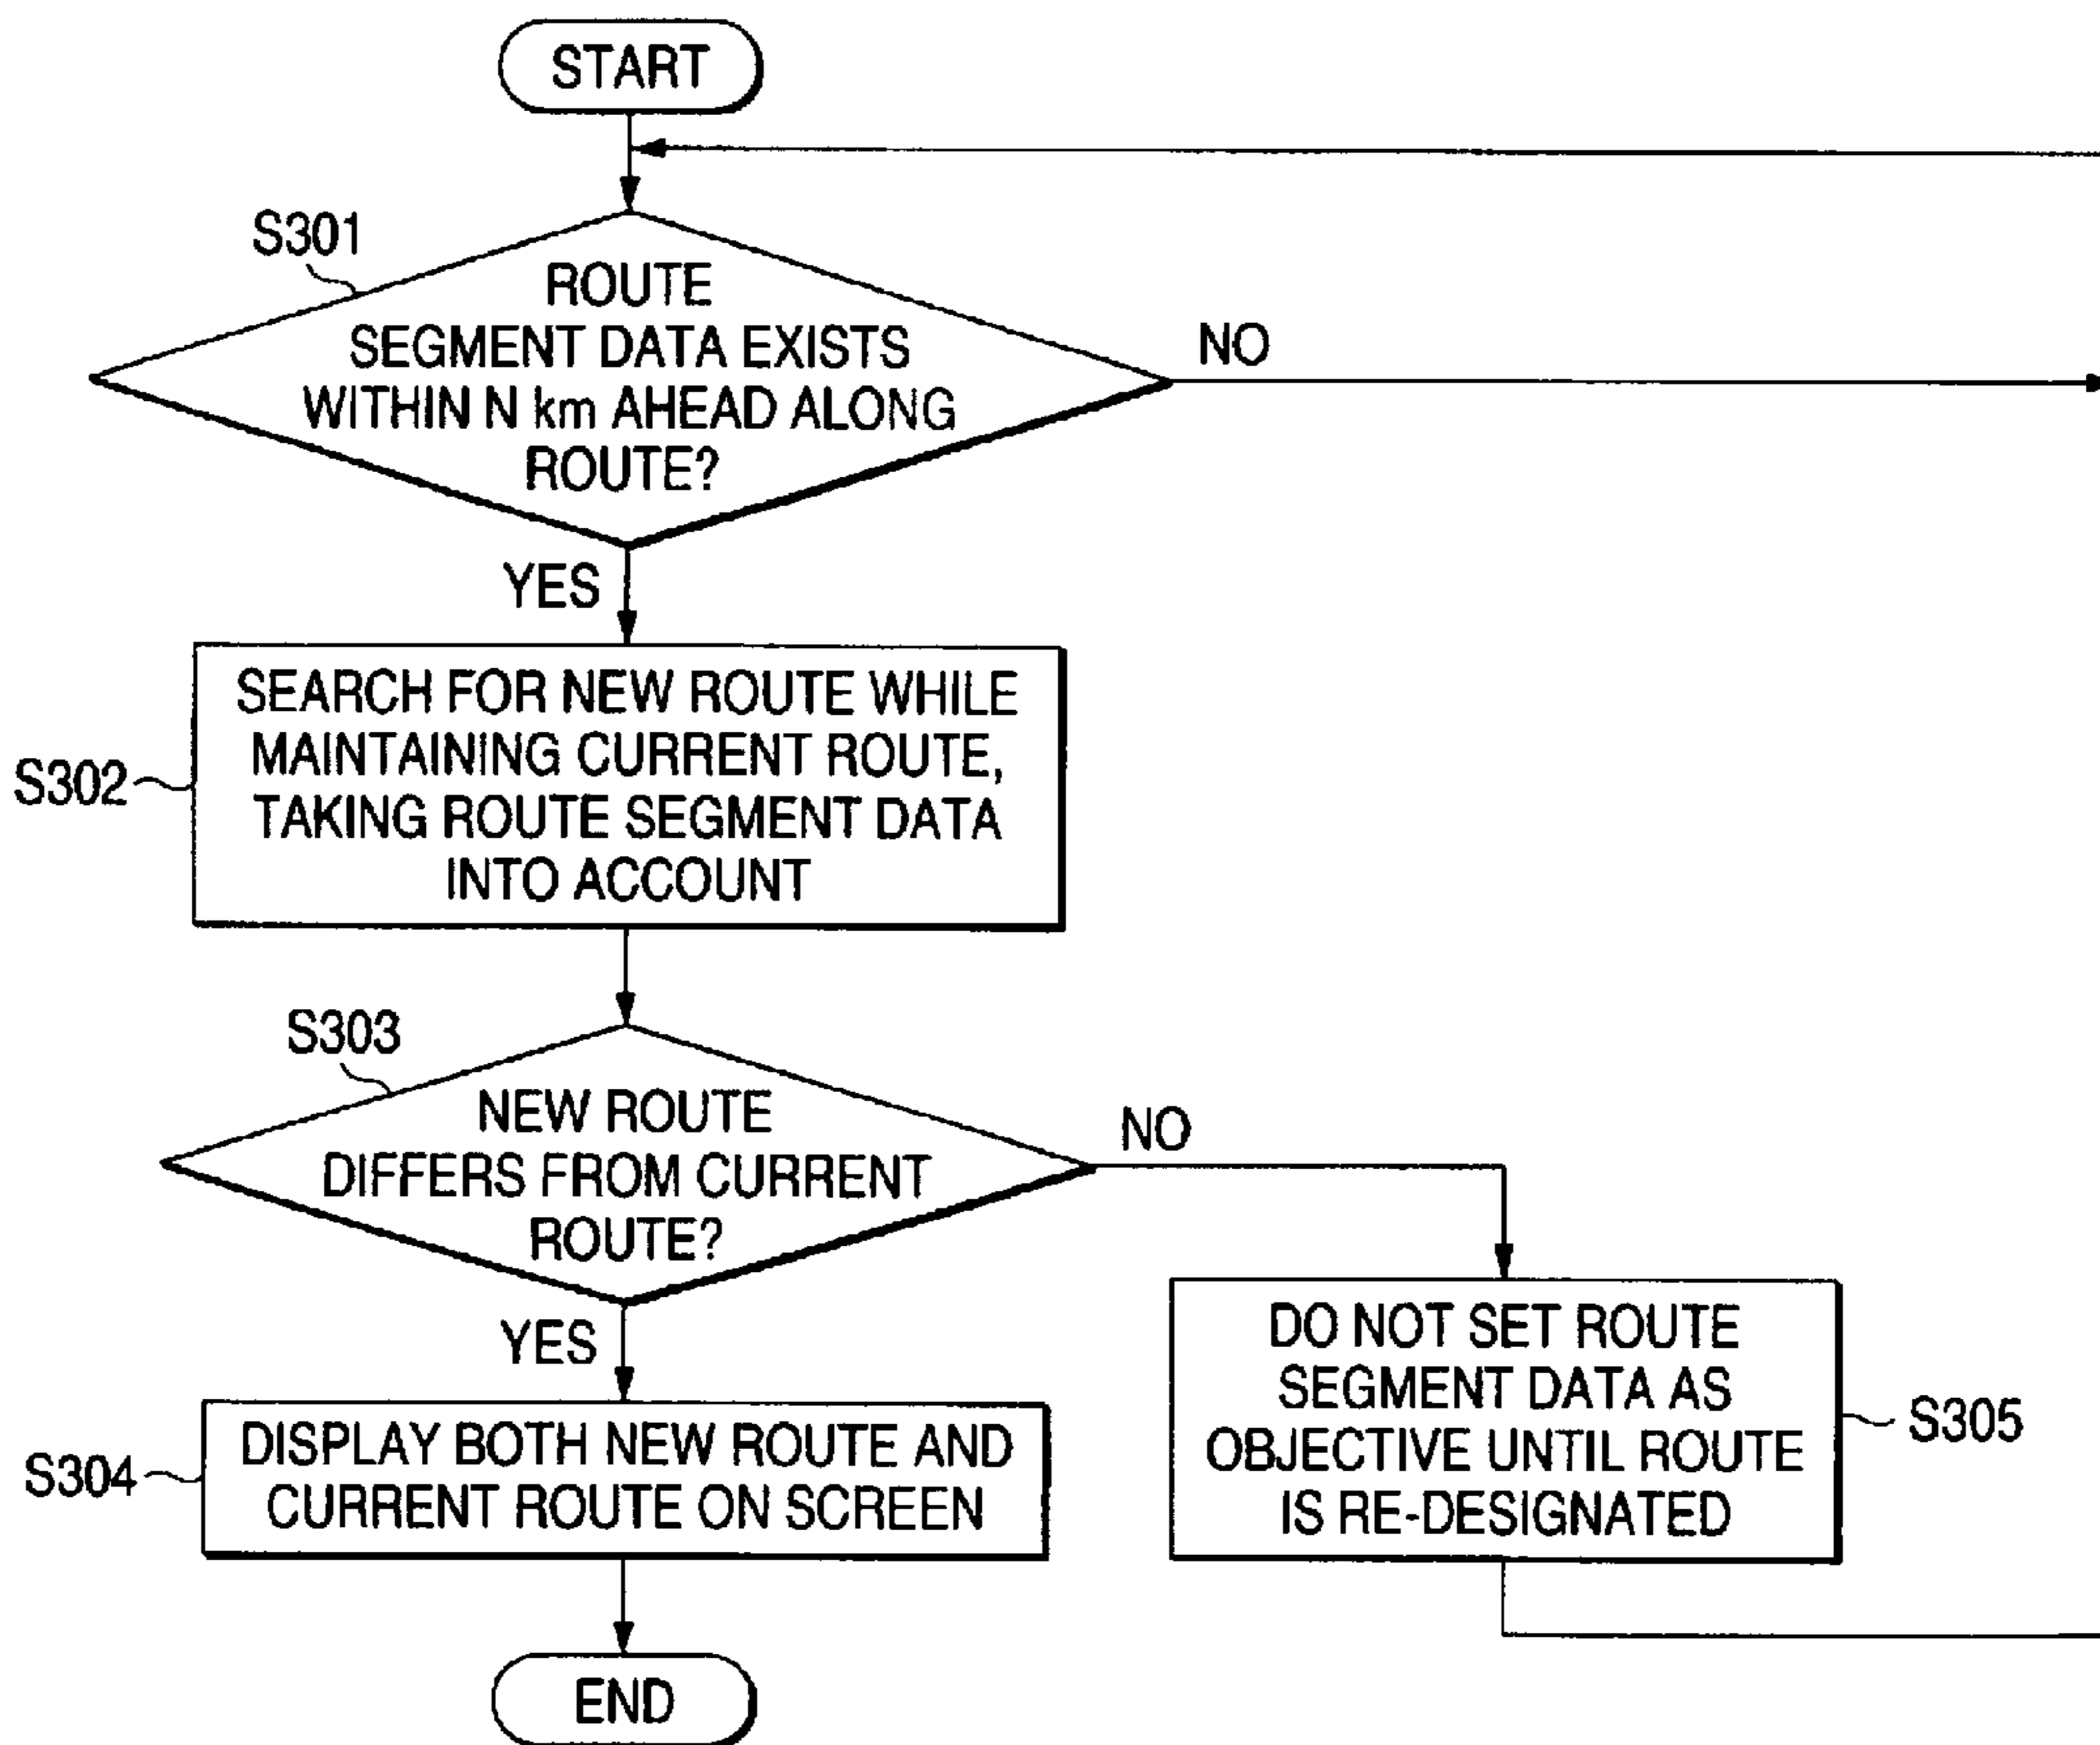 START
S301
ROUTE
SEGMENT DATA EXISTS
WITHIN N km AHEAD ALONG
ROUTE?
NO
YES
S302
SEARCH FOR NEW ROUTE WHILE
MAINTAINING CURRENT ROUTE,
TAKING ROUTE SEGMENT DATA
INTO ACCOUNT
S303
NEW ROUTE
DIFFERS FROM CURRENT
ROUTE?
NO
YES
S304
DISPLAY BOTH NEW ROUTE AND
CURRENT ROUTE ON SCREEN
DO NOT SET ROUTE
SEGMENT DATA AS
OBJECTIVE UNTIL ROUTE
IS RE-DESIGNATED
S305
END